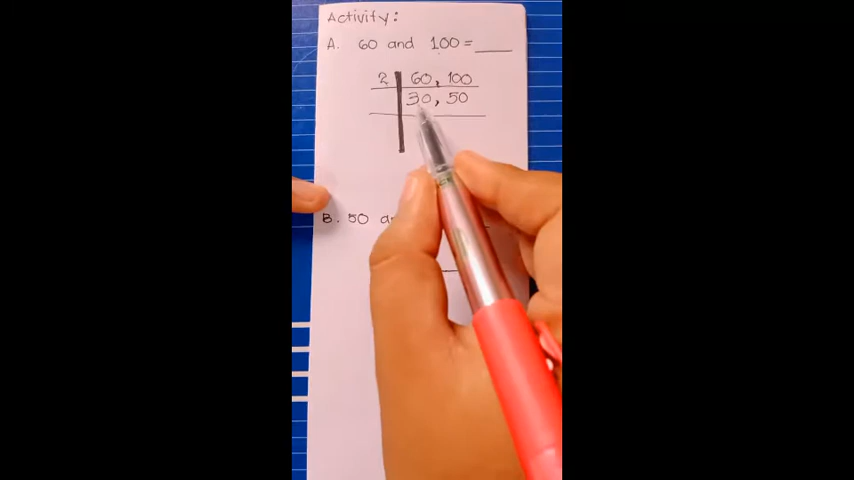 Activity:
A. 60 and 100 = ____
2 60, 100
30, 50
B. 50